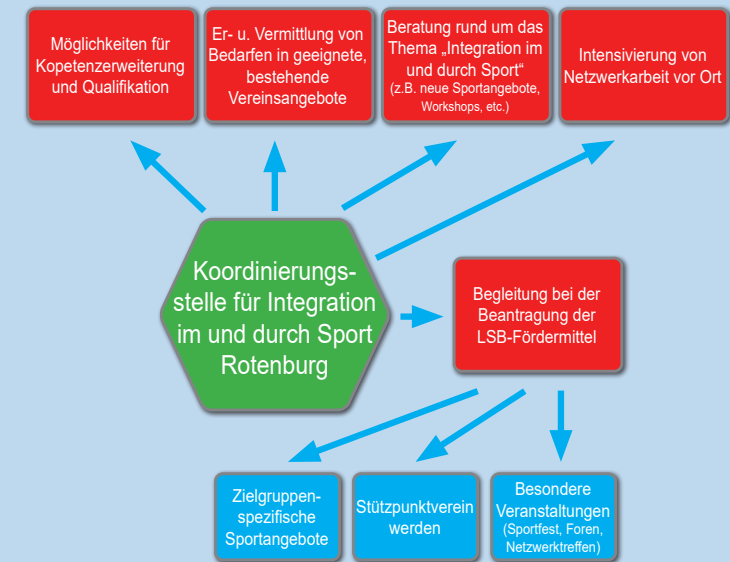 Möglichkeiten für
Kopetenzerweiterung
und Qualifikation
Er- u. Vermittlung von
Bedarfen in geeignete,
bestehende
Vereinsangebote
Beratung rund um das
Thema „Integration im
und durch Sport“
(z.B. neue Sportangebote,
Workshops, etc.)
Intensivierung von
Netzwerkarbeit vor Ort
Koordinierungs-
stelle für Integration
im und durch Sport
Rotenburg
Begleitung bei der
Beantragung der
LSB-Fördermittel
Zielgruppen-
spezifische
Sportangebote
Stützpunktverein
werden
Besondere
Veranstaltungen
(Sportfest, Foren,
Netzwerktreffen)